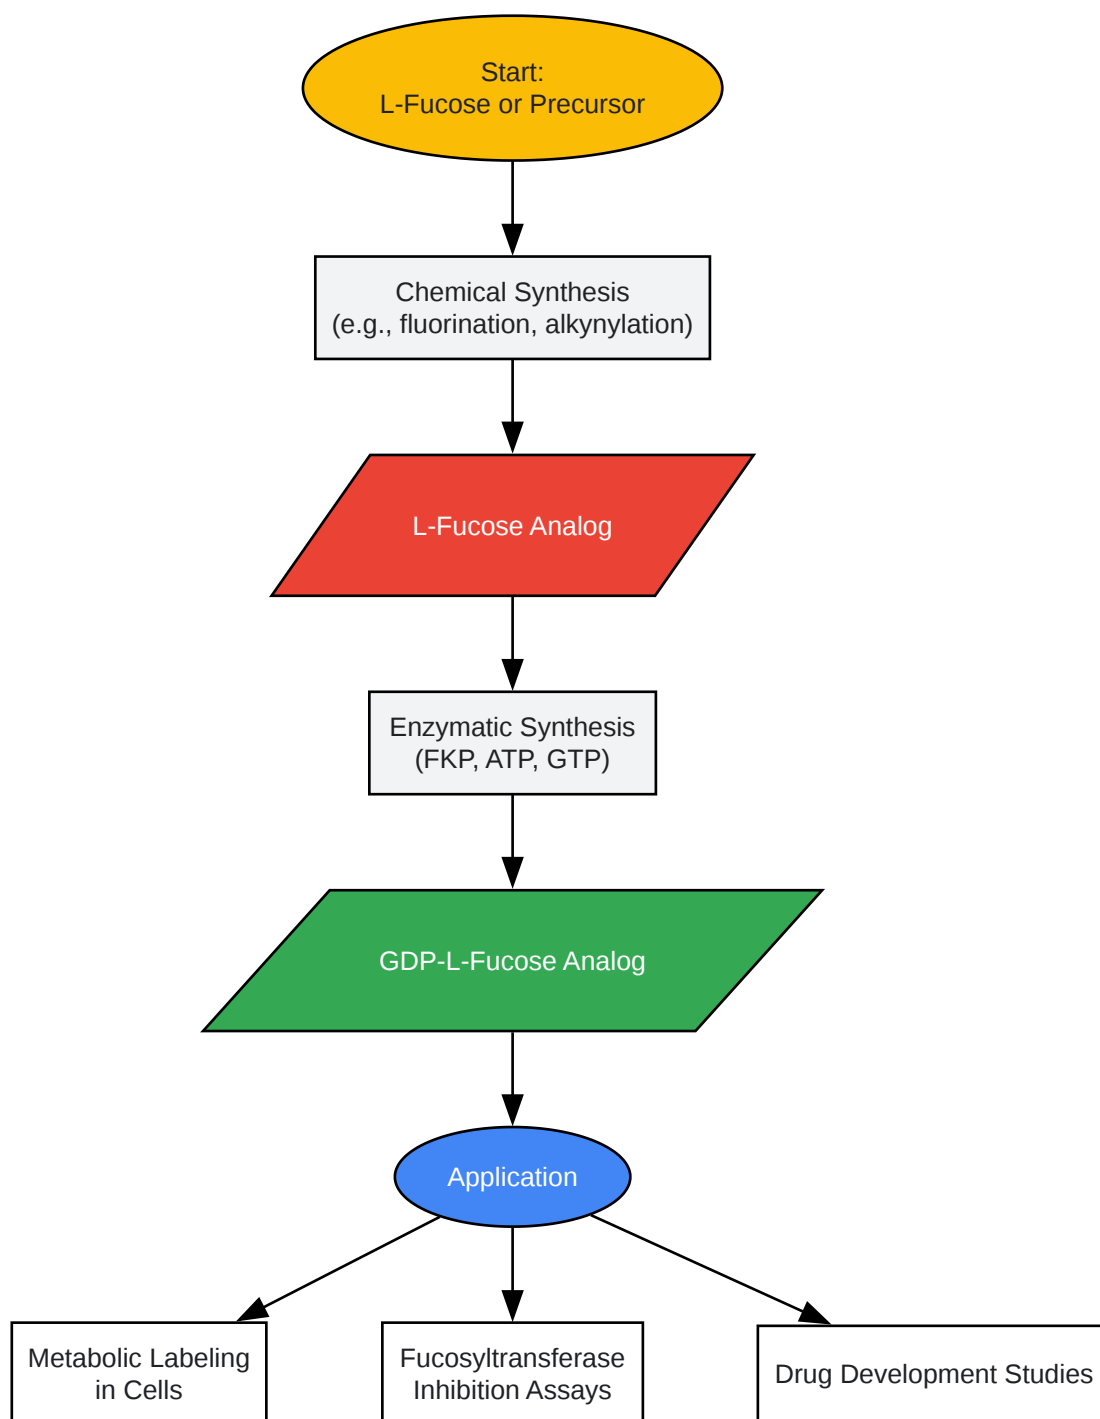 Start:
L-Fucose or Precursor
Chemical Synthesis
(e.g., fluorination, alkynylation)
L-Fucose Analog
Enzymatic Synthesis
(FKP, ATP, GTP)
GDP-L-Fucose Analog
Application
Metabolic Labeling
in Cells
Fucosyltransferase
Inhibition Assays
Drug Development Studies